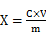 X = C×V/m